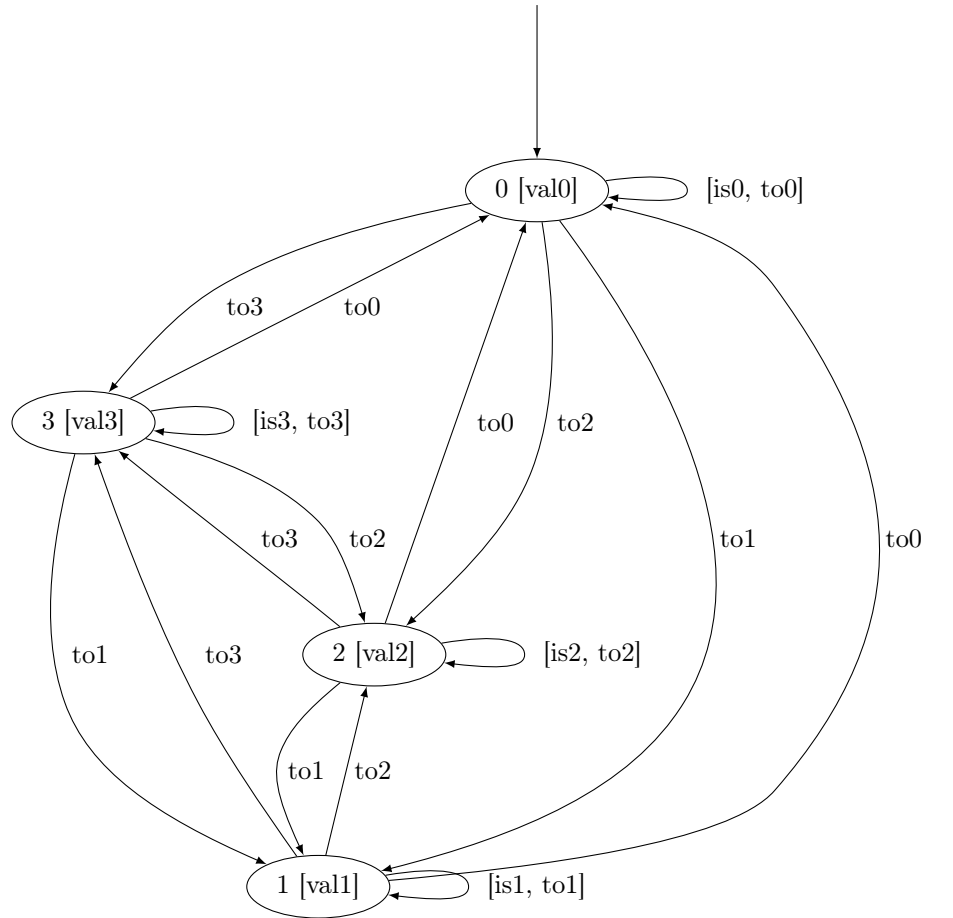 0 [val0]
[is0, to0]
to3
to0
3 [val3]
[is3, to3]
to0
to2
to3
to2
to1
to0
to1
to3
2 [val2]
[is2, to2]
to1
to2
1 [val1]
[is1, to1]